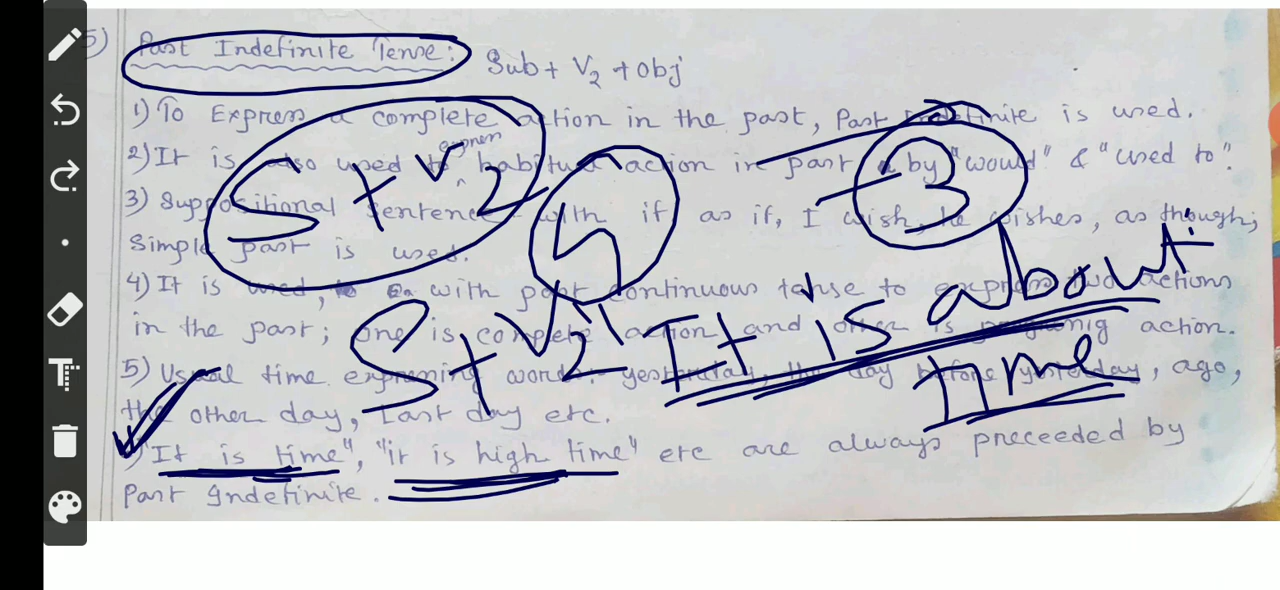 5) Past Indefinite Tense: Sub + V2 + Obj
1) To Express a complete action in the past, Past Indefinite is used.
2) It is also used to express habitual action in past by "would" & "used to".
3) Suppositional sentence with if as if, I wish, he wishes, as though,
Simple past is used.
4) It is used, with past continuous tense to express two actions
in the past; one is complete action and other is action.
5) Usual time expressing words: yesterday, the day before yesterday, ago,
the other day, Last day etc.
"It is time", "it is high time" etc are always preceeded by
Past Indefinite.
S + V2
5
3
S + V2
It is about
time